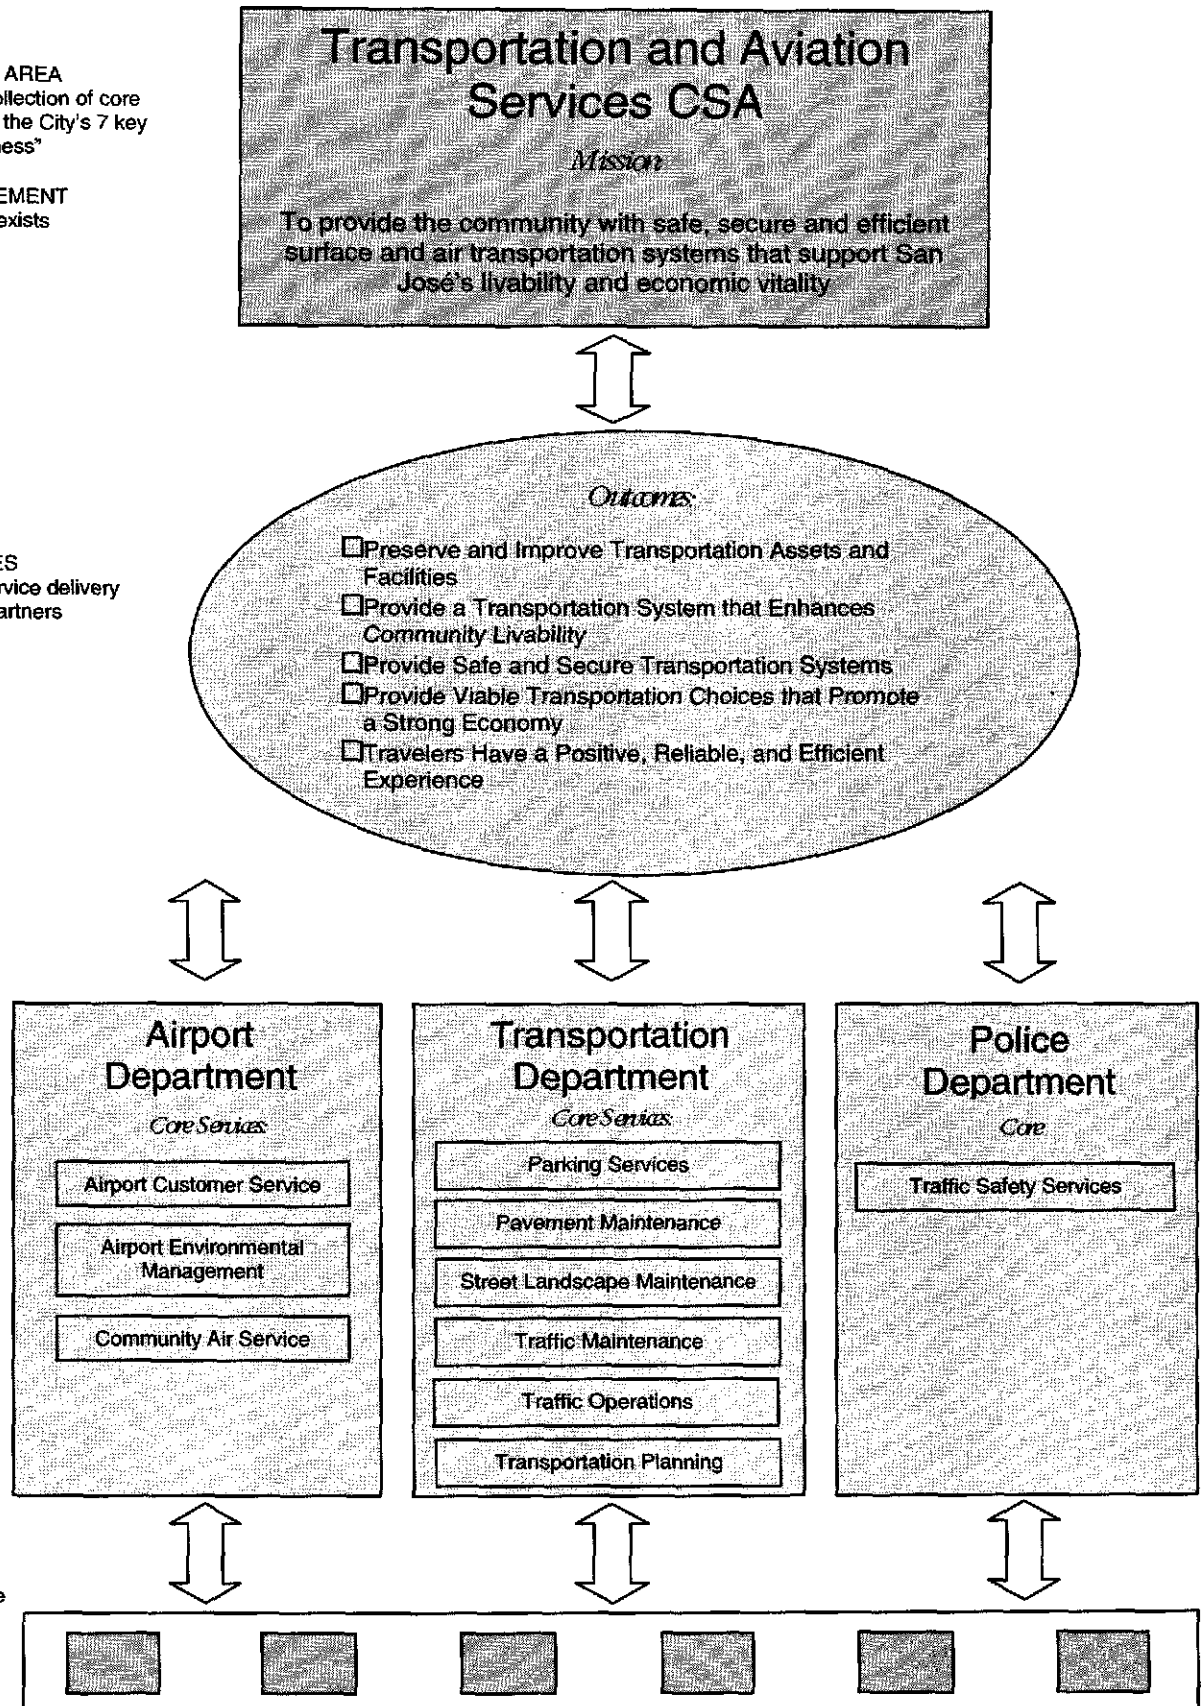 AREA
ollection of core
the City's 7 key
ness"
EMENT
exists
Transportation and Aviation
Services CSA
Mission
To provide the community with safe, secure and efficient
surface and air transportation systems that support San
José's livability and economic vitality
ES
rvice delivery
artners
Outcomes:
Preserve and Improve Transportation Assets and
Facilities
Provide a Transportation System that Enhances
Community Livability
Provide Safe and Secure Transportation Systems
Provide Viable Transportation Choices that Promote
a Strong Economy
Travelers Have a Positive, Reliable, and Efficient
Experience
Airport
Department
Core Services:
Airport Customer Service
Airport Environmental
Management
Community Air Service
Transportation
Department
Core Services:
Parking Services
Pavement Maintenance
Street Landscape Maintenance
Traffic Maintenance
Traffic Operations
Transportation Planning
Police
Department
Core
Traffic Safety Services
e